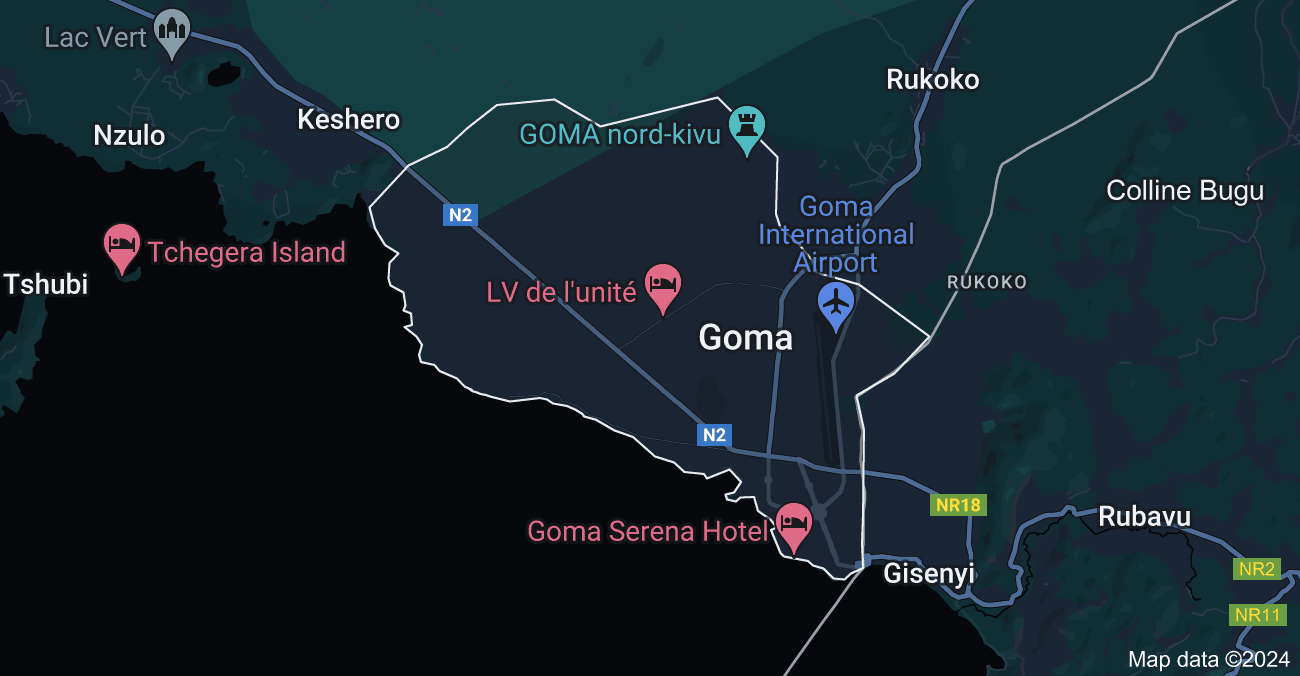 Lac Vert
Rukoko
Keshero
Nzulo
GOMA nord-kivu
Colline Bugu
N2
Goma
International
Airport
Tchegera Island
Tshubi
RUKOKO
LV de l'unité
Goma
N2
NR18
Rubavu
Goma Serena Hotel
Gisenyi
NR2
NR11
Map data ©2024